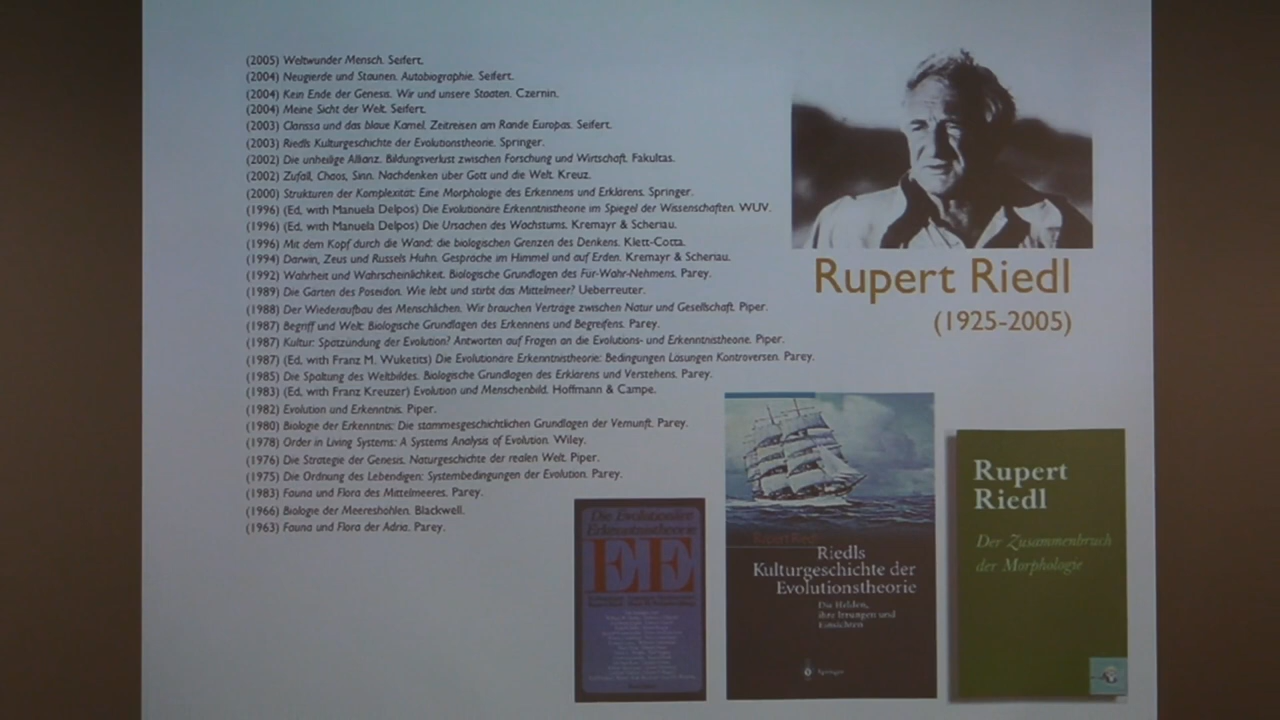 (2005) Weltwunder Mensch. Seifert.
(2004) Neugierde und Staunen. Autobiographie. Seifert.
(2004) Kein Ende der Genesis. Wir und unsere Staaten. Czernin.
(2004) Meine Sicht der Welt. Seifert.
(2003) Clarissa und das blaue Kamel. Zeitreisen am Rande Europas. Seifert.
(2003) Riedls Kulturgeschichte der Evolutionstheorie. Springer.
(2002) Die unheilige Allianz. Bildungsverlust zwischen Forschung und Wirtschaft. Fakultas.
(2002) Zufall, Chaos, Sinn. Nachdenken über Gott und die Welt. Kreuz.
(2000) Strukturen der Komplexität: Eine Morphologie des Erkennens und Erklärens. Springer.
(1996) (Ed. with Manuela Delpos) Die Evolutionäre Erkenntnistheorie im Spiegel der Wissenschaften. WUV.
(1996) (Ed. with Manuela Delpos) Die Ursachen des Wachstums. Kremayr & Scheriau.
(1996) Mit dem Kopf durch die Wand: die biologischen Grenzen des Denkens. Klett-Cotta.
(1994) Darwin, Zeus und Russels Huhn. Gespräche im Himmel und auf Erden. Kremayr & Scheriau.
(1992) Wahrheit und Wahrscheinlichkeit. Biologische Grundlagen des Für-Wahr-Nehmens. Parey.
(1989) Die Gärten des Poseidon. Wie lebt und stirbt das Mittelmeer? Ueberreuter.
(1988) Der Wiederaufbau des Menschlichen. Wir brauchen Verträge zwischen Natur und Gesellschaft. Piper.
(1987) Begriff und Welt: Biologische Grundlagen des Erkennens und Begreifens. Parey.
(1987) Kultur: Spätzündung der Evolution? Antworten auf Fragen an die Evolutions- und Erkenntnistheorie. Piper.
(1987) (Ed. with Franz M. Wuketits) Die Evolutionäre Erkenntnistheorie: Bedingungen Lösungen Kontroversen. Parey.
(1985) Die Spaltung des Weltbildes. Biologische Grundlagen des Erklärens und Verstehens. Parey.
(1983) (Ed. with Franz Kreuzer) Evolution und Menschenbild. Hoffmann & Campe.
(1982) Evolution und Erkenntnis. Piper.
(1980) Biologie der Erkenntnis: Die stammesgeschichtlichen Grundlagen der Vernunft. Parey.
(1978) Order in Living Systems: A Systems Analysis of Evolution. Wiley.
(1976) Die Strategie der Genesis. Naturgeschichte der realen Welt. Piper.
(1975) Die Ordnung des Lebendigen: Systembedingungen der Evolution. Parey.
(1983) Fauna und Flora des Mittelmeeres. Parey.
(1966) Biologie der Meereshöhlen. Blackwell.
(1963) Fauna und Flora der Adria. Parey.
Rupert Riedl
(1925-2005)
Die Evolutionäre
Erkenntnistheorie
EE
Rupert Riedl
Riedls
Kulturgeschichte der
Evolutionstheorie
Die Helden,
ihre Irrungen und
Einsichten
Springer
Rupert
Riedl
Der Zusammenbruch
der Morphologie